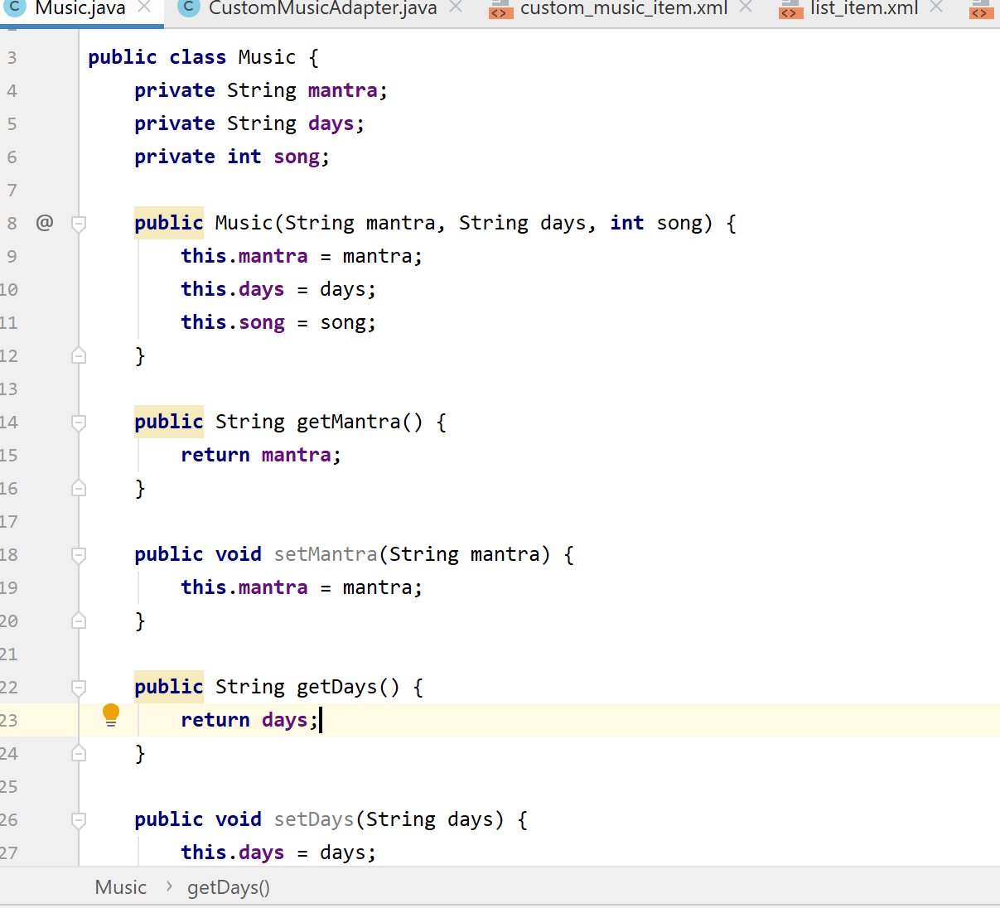 C Music.java C CustomMusicAdapter.java <> custom_music_item.xml <> list_item.xml <>
3 public class Music {
4 private String mantra;
5 private String days;
6 private int song;
7
8 @ public Music(String mantra, String days, int song) {
9 this.mantra = mantra;
10 this.days = days;
11 this.song = song;
12 }
13
14 public String getMantra() {
15 return mantra;
16 }
17
18 public void setMantra(String mantra) {
19 this.mantra = mantra;
20 }
21
22 public String getDays() {
23 return days;
24 }
25
26 public void setDays(String days) {
27 this.days = days;
Music > getDays()